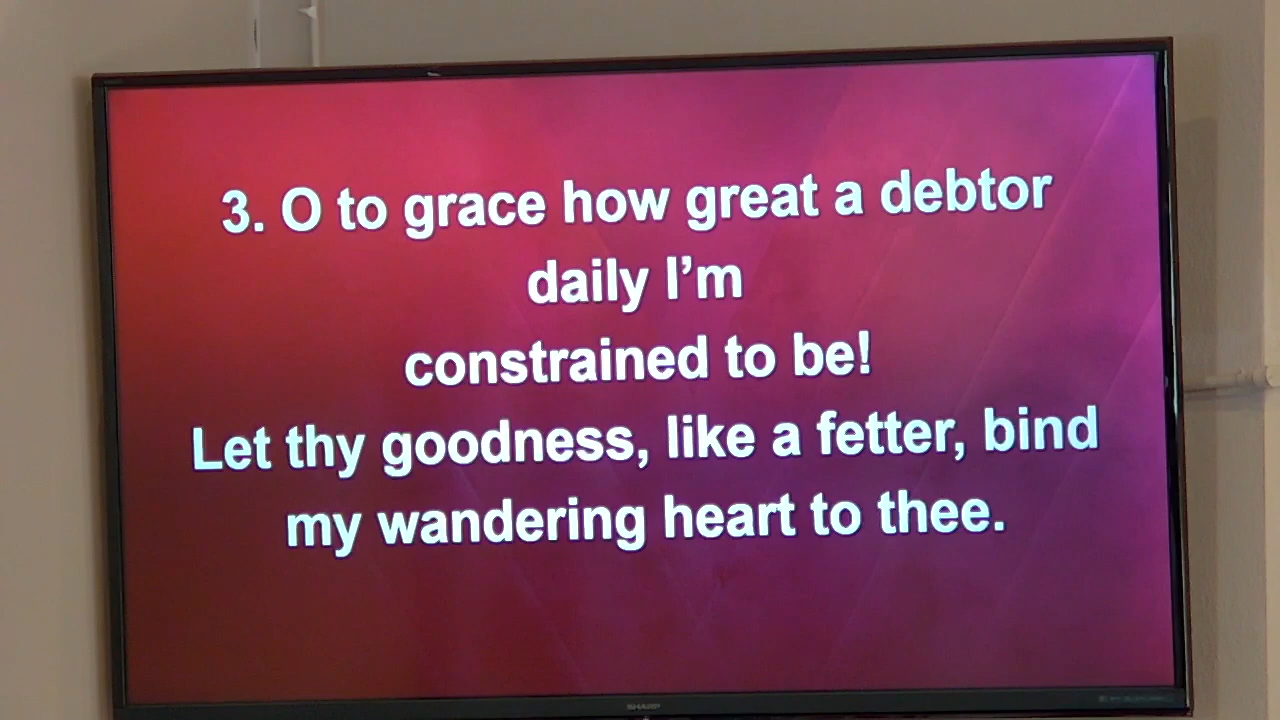 3. O to grace how great a debtor
daily I’m
constrained to be!
Let thy goodness, like a fetter, bind
my wandering heart to thee.
SHARP